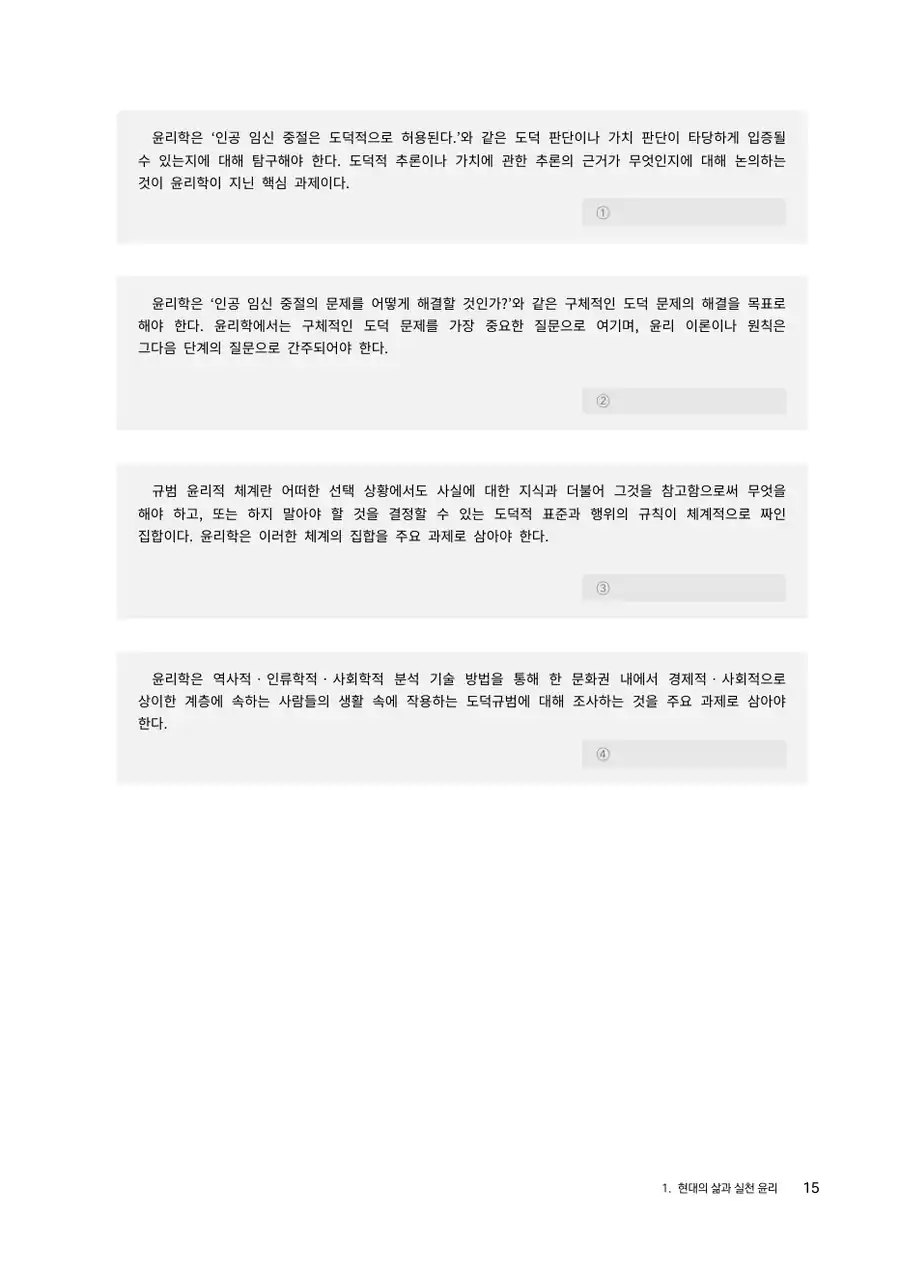 윤리학은 ‘인공 임신 중절은 도덕적으로 허용된다.’와 같은 도덕 판단이나 가치 판단이 타당하게 입증될
수 있는지에 대해 탐구해야 한다. 도덕적 추론이나 가치에 관한 추론의 근거가 무엇인지에 대해 논의하는
것이 윤리학이 지닌 핵심 과제이다.
①
윤리학은 ‘인공 임신 중절의 문제를 어떻게 해결할 것인가?’와 같은 구체적인 도덕 문제의 해결을 목표로
해야 한다. 윤리학에서는 구체적인 도덕 문제를 가장 중요한 질문으로 여기며, 윤리 이론이나 원칙은
그다음 단계의 질문으로 간주되어야 한다.
②
규범 윤리적 체계란 어떠한 선택 상황에서도 사실에 대한 지식과 더불어 그것을 참고함으로써 무엇을
해야 하고, 또는 하지 말아야 할 것을 결정할 수 있는 도덕적 표준과 행위의 규칙이 체계적으로 짜인
집합이다. 윤리학은 이러한 체계의 집합을 주요 과제로 삼아야 한다.
③
윤리학은 역사적·인류학적·사회학적 분석 기술 방법을 통해 한 문화권 내에서 경제적·사회적으로
상이한 계층에 속하는 사람들의 생활 속에 작용하는 도덕규범에 대해 조사하는 것을 주요 과제로 삼아야
한다.
④
1. 현대의 삶과 실천 윤리 15